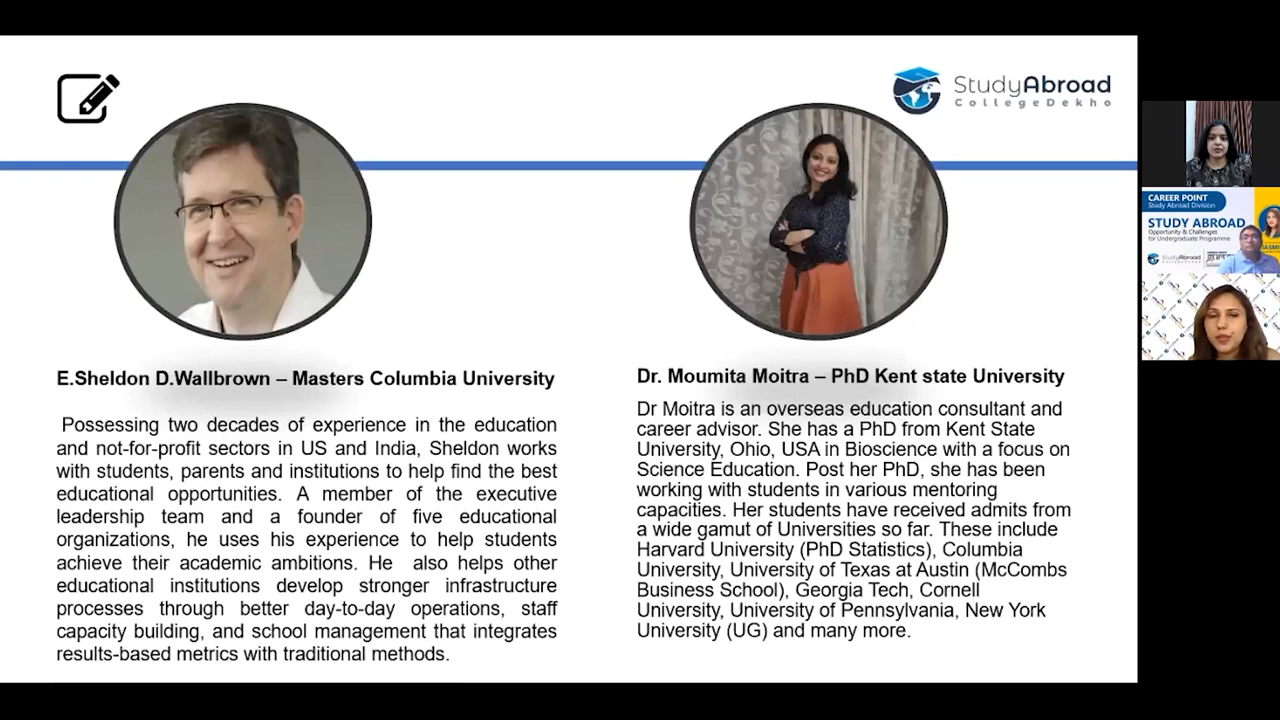 StudyAbroad
CollegeDekho
E.Sheldon D.Wallbrown – Masters Columbia University
Possessing two decades of experience in the education
and not-for-profit sectors in US and India, Sheldon works
with students, parents and institutions to help find the best
educational opportunities. A member of the executive
leadership team and a founder of five educational
organizations, he uses his experience to help students
achieve their academic ambitions. He also helps other
educational institutions develop stronger infrastructure
processes through better day-to-day operations, staff
capacity building, and school management that integrates
results-based metrics with traditional methods.
Dr. Moumita Moitra – PhD Kent state University
Dr Moitra is an overseas education consultant and
career advisor. She has a PhD from Kent State
University, Ohio, USA in Bioscience with a focus on
Science Education. Post her PhD, she has been
working with students in various mentoring
capacities. Her students have received admits from
a wide gamut of Universities so far. These include
Harvard University (PhD Statistics), Columbia
University, University of Texas at Austin (McCombs
Business School), Georgia Tech, Cornell
University, University of Pennsylvania, New York
University (UG) and many more.
CAREER POINT
Study Abroad Division
STUDY ABROAD
Opportunity & Challenges
for Undergraduate Programme
StudyAbroad